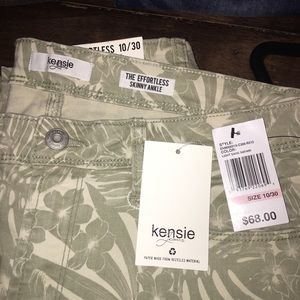 LESS 10/30
kensie
THE EFFORTLESS
SKINNY ANKLE
kensie
PAPER MADE FROM RECYCLED MATERIAL
STYLE:
COLOR:
SIZE 10/30
$68.00